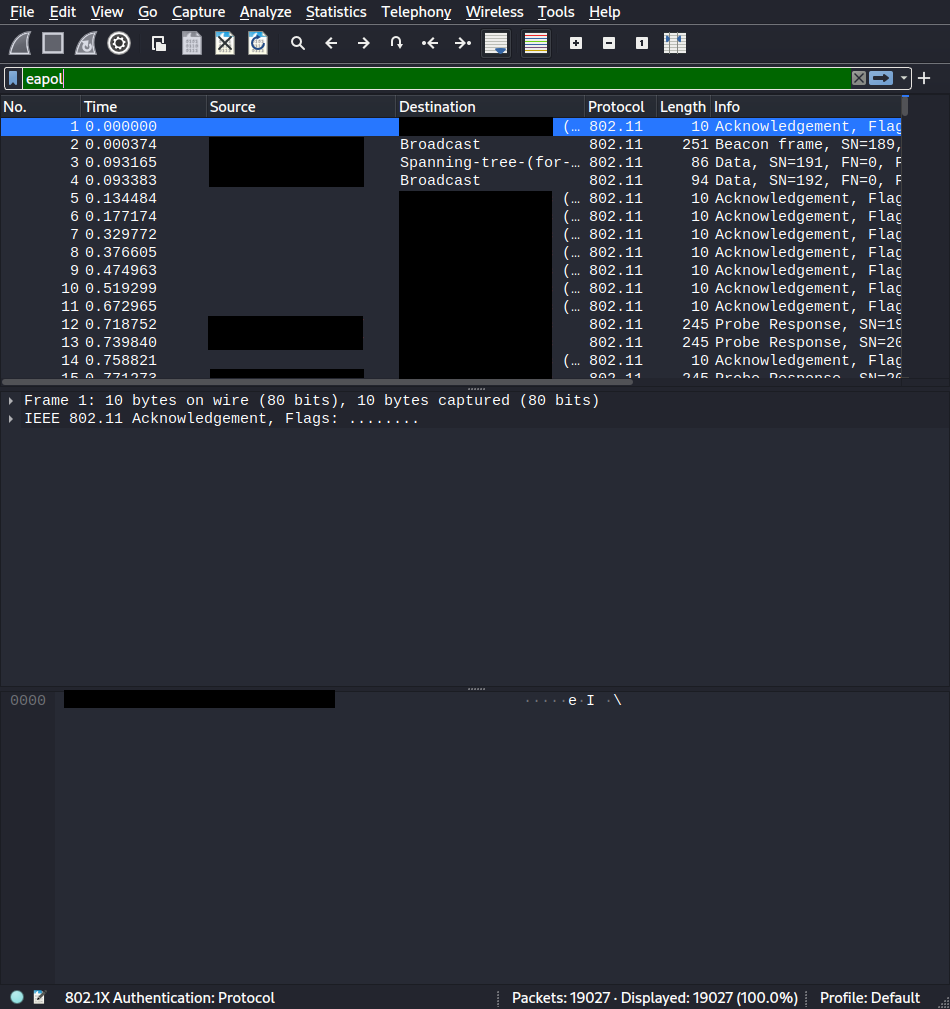 File Edit View Go Capture Analyze Statistics Telephony Wireless Tools Help
eapol
No. Time Source Destination Protocol Length Info
1 0.000000 (… 802.11 10 Acknowledgement, Flag
2 0.000374 Broadcast 802.11 251 Beacon frame, SN=189,
3 0.093165 Spanning-tree-(for-… 802.11 86 Data, SN=191, FN=0, F
4 0.093383 Broadcast 802.11 94 Data, SN=192, FN=0, F
5 0.134484 (… 802.11 10 Acknowledgement, Flag
6 0.177174 (… 802.11 10 Acknowledgement, Flag
7 0.329772 (… 802.11 10 Acknowledgement, Flag
8 0.376605 (… 802.11 10 Acknowledgement, Flag
9 0.474963 (… 802.11 10 Acknowledgement, Flag
10 0.519299 (… 802.11 10 Acknowledgement, Flag
11 0.672965 (… 802.11 10 Acknowledgement, Flag
12 0.718752 802.11 245 Probe Response, SN=19
13 0.739840 802.11 245 Probe Response, SN=20
14 0.758821 (… 802.11 10 Acknowledgement, Flag
15 0.771273 802.11 245 Probe Response, SN=20
Frame 1: 10 bytes on wire (80 bits), 10 bytes captured (80 bits)
IEEE 802.11 Acknowledgement, Flags: ........
0000 ·····e·I ·\
802.1X Authentication: Protocol Packets: 19027 · Displayed: 19027 (100.0%) Profile: Default